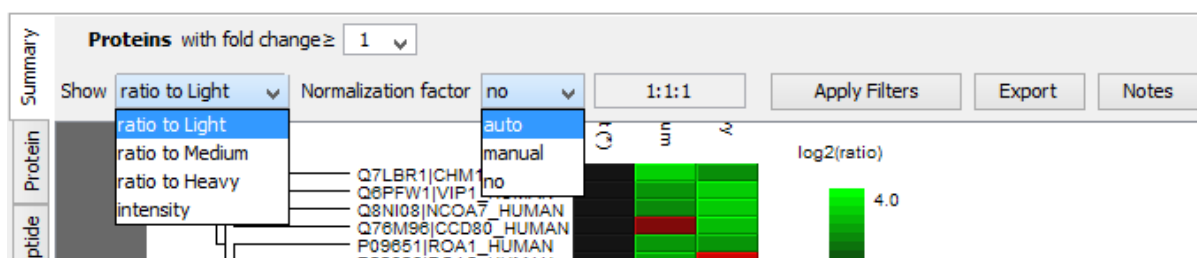 Summary
Proteins with fold change≥ 1
Show ratio to Light Normalization factor no 1:1:1 Apply Filters Export Notes
ratio to Light
ratio to Medium
ratio to Heavy
intensity
auto
manual
no
Protein
log2(ratio)
4.0
Q7LBR1|CHM1
Q6PFW1|VIP1_HUMAN
Q8NI08|NCOA7_HUMAN
Q76M96|CCD80_HUMAN
P09651|ROA1_HUMAN